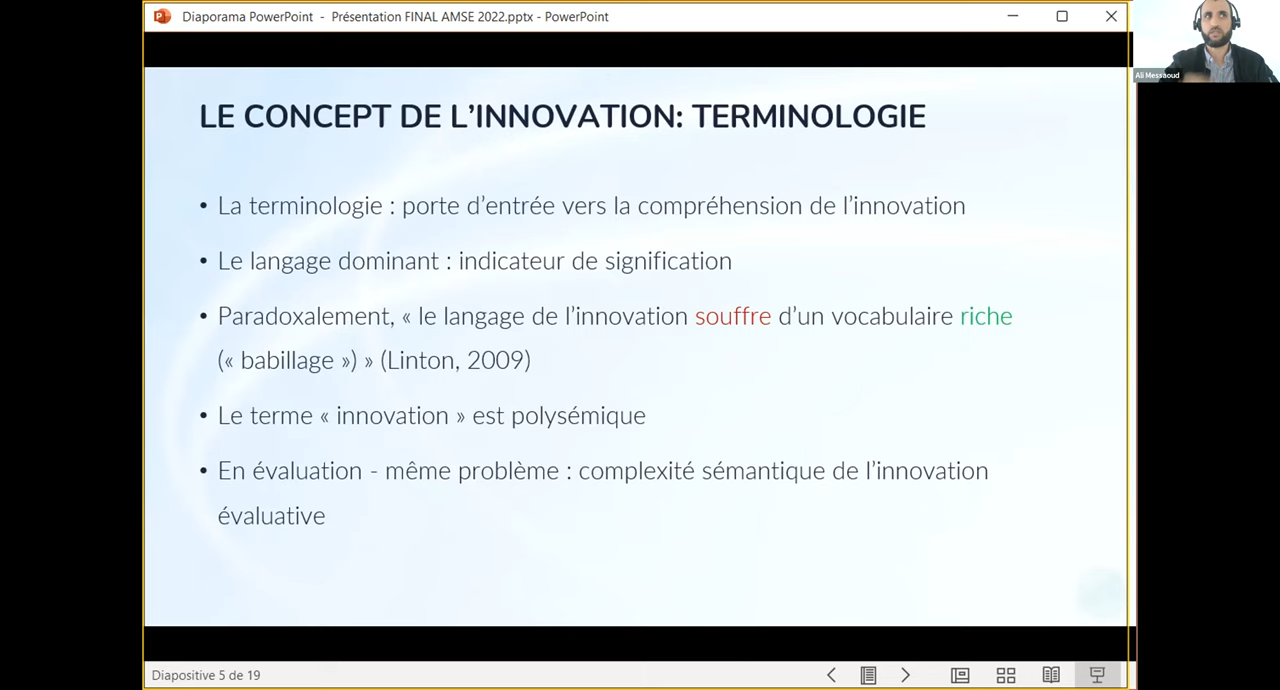 Diaporama PowerPoint - Présentation FINAL AMSE 2022.pptx - PowerPoint
Ali Messaoud
LE CONCEPT DE L’INNOVATION: TERMINOLOGIE
• La terminologie : porte d’entrée vers la compréhension de l’innovation
• Le langage dominant : indicateur de signification
• Paradoxalement, « le langage de l’innovation souffre d’un vocabulaire riche
(« babillage ») » (Linton, 2009)
• Le terme « innovation » est polysémique
• En évaluation - même problème : complexité sémantique de l’innovation
évaluative
Diapositive 5 de 19